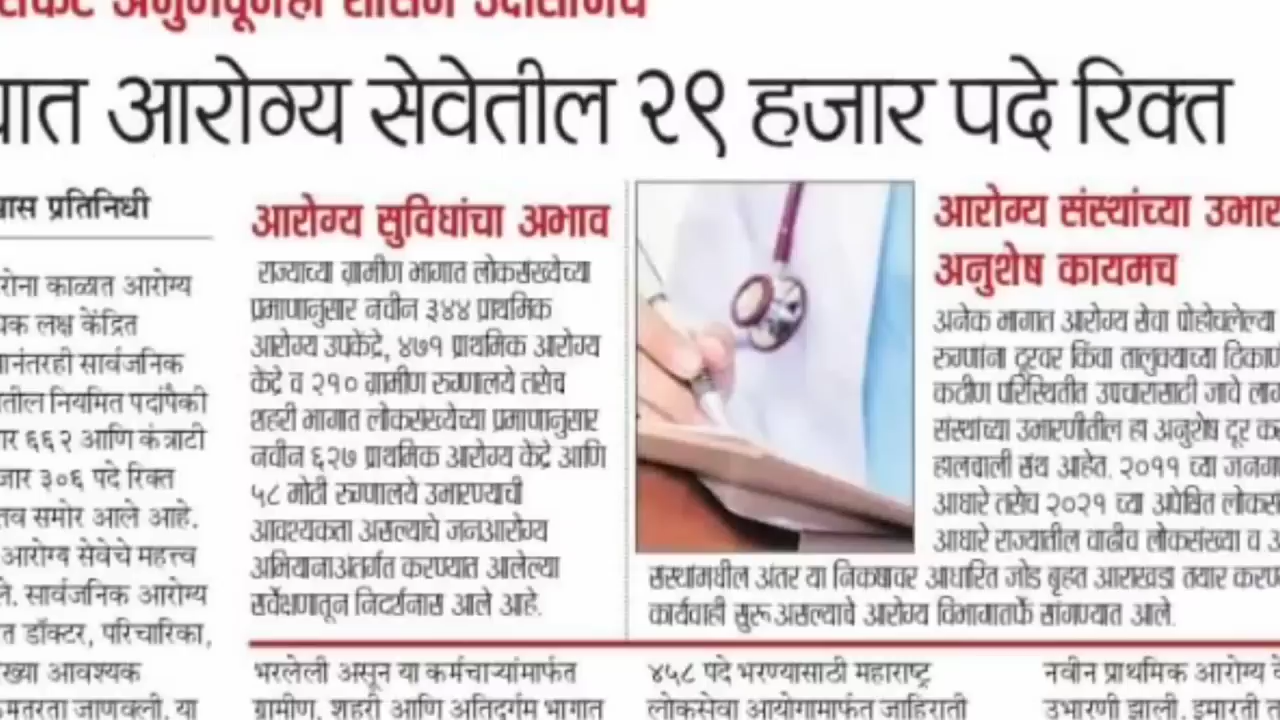 आरोग्य सेवेतील २९ हजार पदे रिक्त
प्रतिनिधी
काळात आरोग्य
लक्ष केंद्रित
सार्वजनिक
नियमित पदांपैकी
६६२ आणि कंत्राटी
३०६ पदे रिक्त
समोर आले आहे.
आरोग्य सेवेचे महत्त्व
सार्वजनिक आरोग्य
डॉक्टर, परिचारिका,
आवश्यक
जाणवली. या
आरोग्य सुविधांचा अभाव
राज्याच्या ग्रामीण भागात लोकसंख्येच्या
प्रमाणानुसार नवीन ३४४ प्राथमिक
आरोग्य उपकेंद्रे, ४७१ प्राथमिक आरोग्य
केंद्रे व २१० ग्रामीण रुग्णालये तसेच
शहरी भागात लोकसंख्येच्या प्रमाणानुसार
नवीन ६२७ प्राथमिक आरोग्य केंद्रे आणि
५८ मोठी रुग्णालये उभारण्याची
आवश्यकता असल्याचे जनआरोग्य
अभियानाअंतर्गत करण्यात आलेल्या
सर्वेक्षणातून निदर्शनास आले आहे.
आरोग्य संस्थांच्या
अनुशेष कायमच
अनेक भागात आरोग्य सेवा पोहोचलेल्या
रुग्णांना दूरवर किंवा तालुक्याच्या
कठीण परिस्थितीत उपचारासाठी जावे
संस्थांच्या उभारणीतील हा अनुशेष दूर
हालचाली संथ आहेत. २०११ च्या
आधारे तसेच २०२१ च्या अपेक्षित
आधारे राज्यातील वाढीव लोकसंख्या व
संस्थांमधील अंतर या निकषावर आधारित जोड बृहत आराखडा तयार
कार्यवाही सुरू असल्याचे आरोग्य विभागातर्फे सांगण्यात आले.
भरलेली असून या कर्मचाऱ्यांमार्फत
ग्रामीण, शहरी आणि अतिदुर्गम भागात
४५८ पदे भरण्यासाठी महाराष्ट्र
लोकसेवा आयोगामार्फत जाहिराती
नवीन प्राथमिक आरोग्य
उभारणी झाली. इमारती